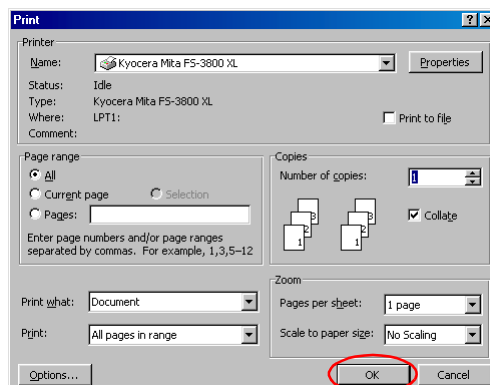 Print
Printer
Name: Kyocera Mita FS-3800 XL Properties
Status: Idle
Type: Kyocera Mita FS-3800 XL
Where: LPT1: Print to file
Comment:
Page range
All
Current page Selection
Pages:
Enter page numbers and/or page ranges
separated by commas. For example, 1,3,5–12
Copies
Number of copies: 1
3 3
2 2
1 1
Collate
Print what: Document
Print: All pages in range
Zoom
Pages per sheet: 1 page
Scale to paper size: No Scaling
Options... OK Cancel